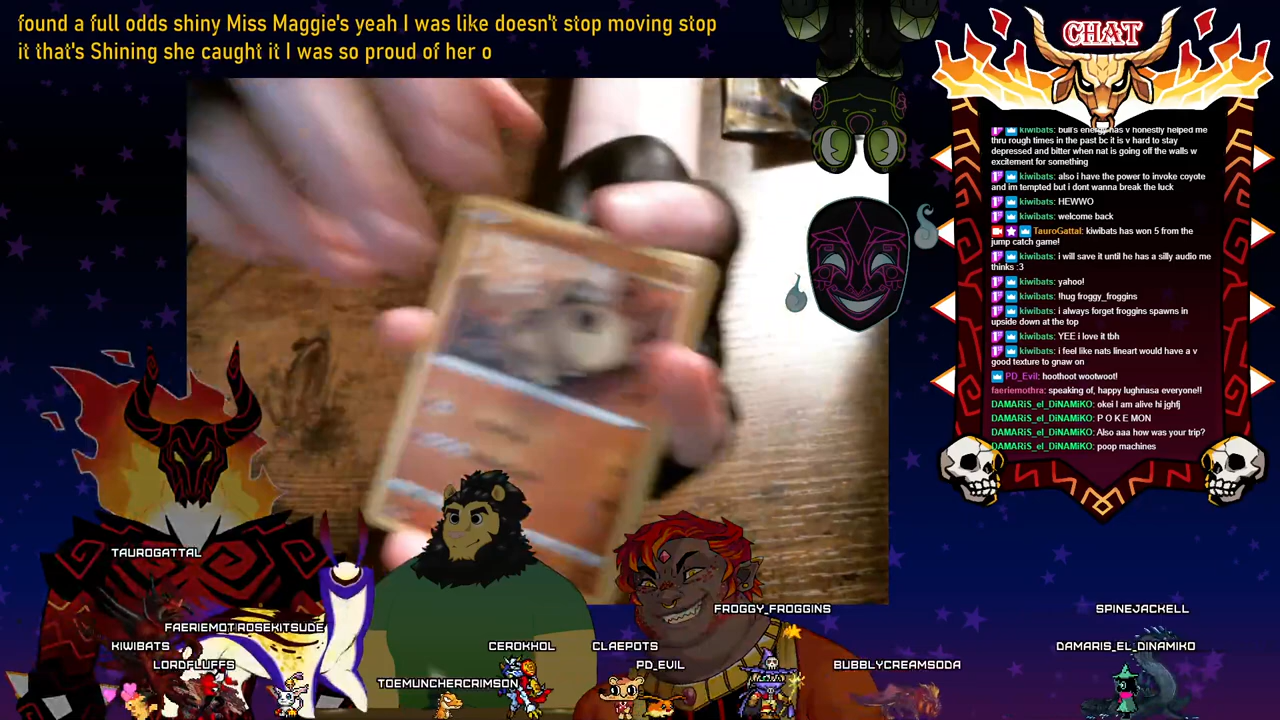 found a full odds shiny Miss Maggie's yeah I was like doesn't stop moving stop
it that's Shining she caught it I was so proud of her o
CHAT
kiwibats: bull's energy has v honestly helped me
thru rough times in the past bc it is v hard to stay
depressed and bitter when nat is going off the walls w
excitement for something
kiwibats: also i have the power to invoke coyote
and im tempted but i dont wanna break the luck
kiwibats: HEWWO
kiwibats: welcome back
TauroGattal: kiwibats has won 5 from the
jump catch game!
kiwibats: i will save it until he has a silly audio me
thinks :3
kiwibats: yahoo!
kiwibats: !hug froggy_froggins
kiwibats: i always forget froggins spawns in
upside down at the top
kiwibats: YEE i love it tbh
kiwibats: i feel like nats lineart would have a v
good texture to gnaw on
PD_Evil: hoothoot wootwoot!
faeriemothra: speaking of, happy lughnasa everyone!!
DAMARiS_el_DiNAMiKO: okei I am alive hi jghfj
DAMARiS_el_DiNAMiKO: P O K E MON
DAMARiS_el_DiNAMiKO: Also aaa how was your trip?
DAMARiS_el_DiNAMiKO: poop machines
TAUROGATTAL
FROGGY_FROGGINS
SPINEJACKELL
FAERIEMOT
ROSEKITSUDE
KIWIBATS
CEROKHOL
CLAEPOTS
DAMARIS_EL_DINAMIKO
LORDFLUFFS
PD_EVIL
BUBBLYCREAMSODA
TOEMUNCHERCRIMSON